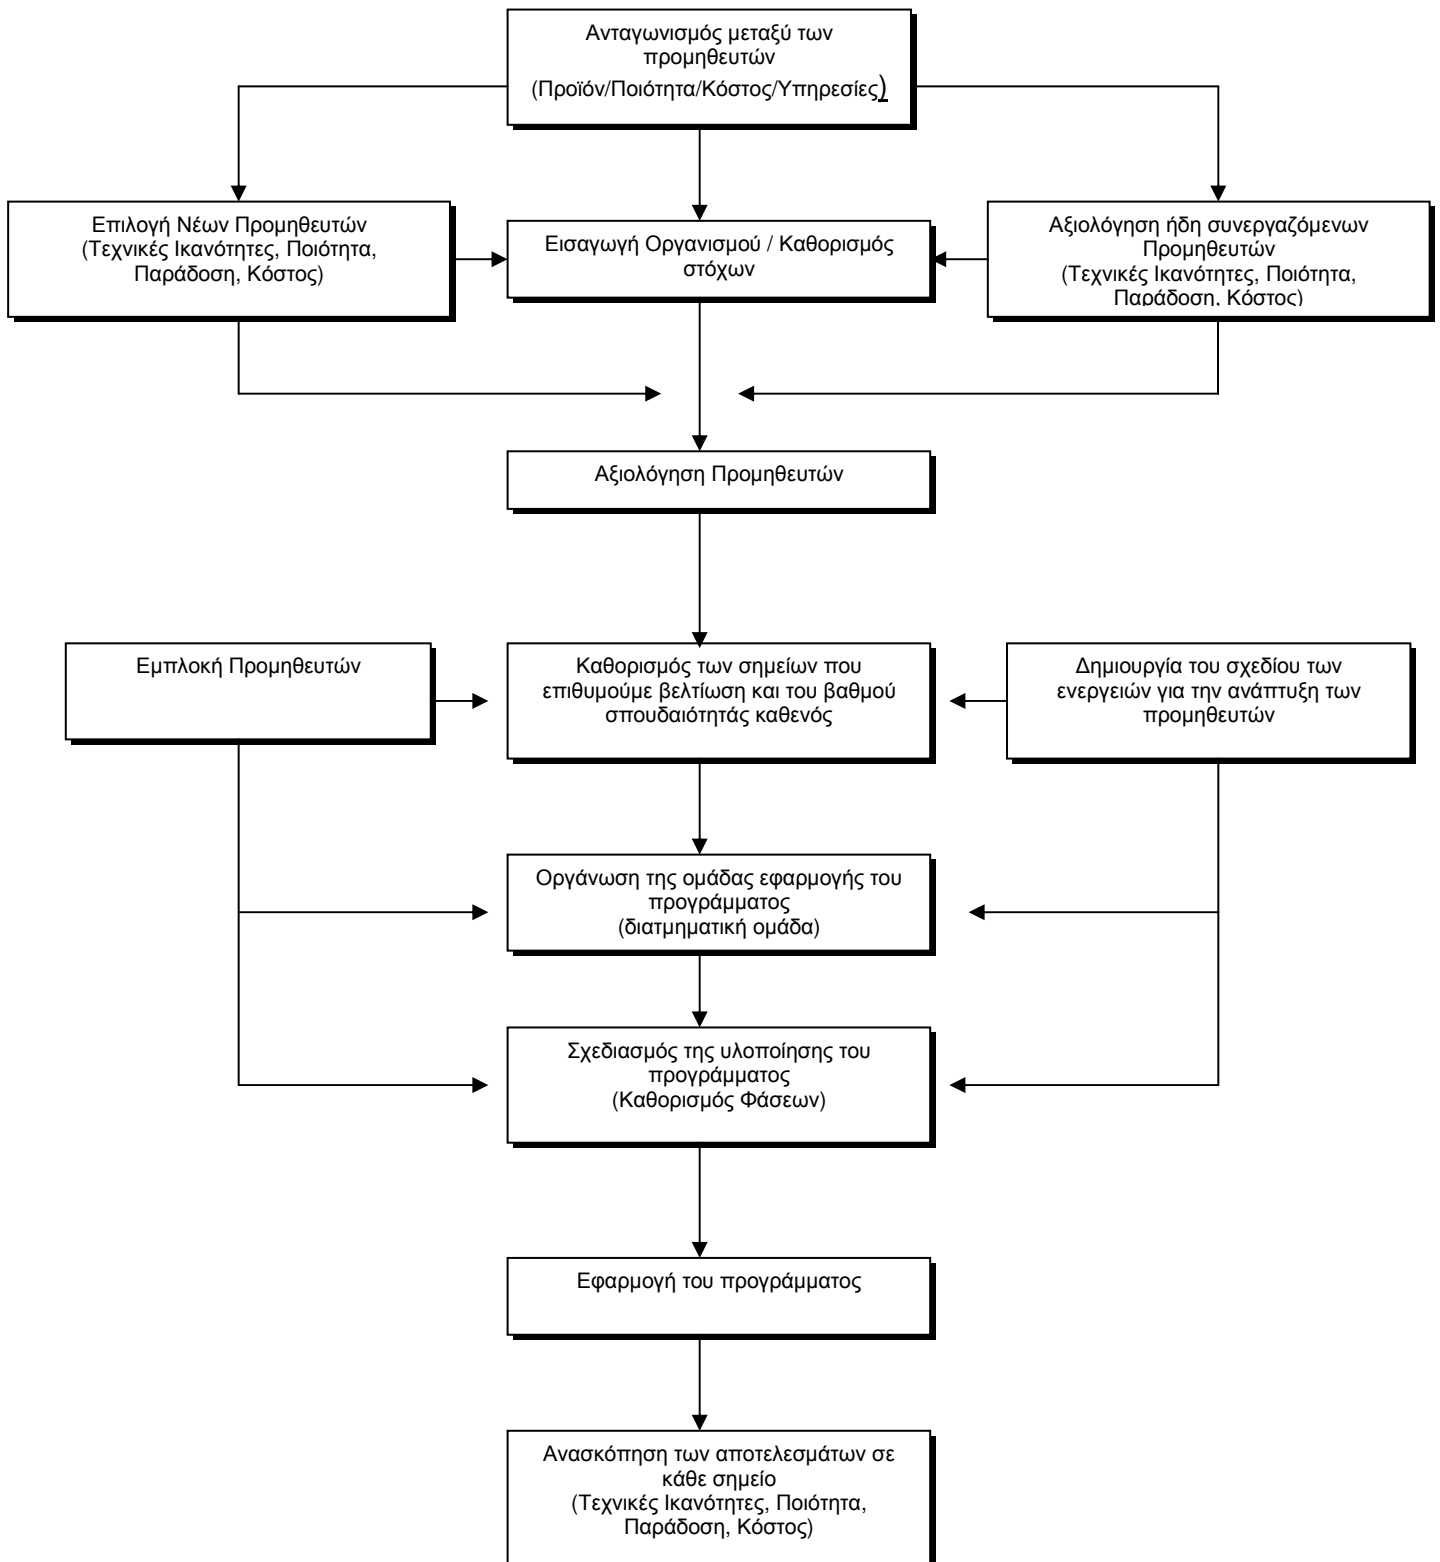 Ανταγωνισμός μεταξύ των
προμηθευτών
(Προϊόν/Ποιότητα/Κόστος/Υπηρεσίες)
Επιλογή Νέων Προμηθευτών
(Τεχνικές Ικανότητες, Ποιότητα,
Παράδοση, Κόστος)
Εισαγωγή Οργανισμού / Καθορισμός
στόχων
Αξιολόγηση ήδη συνεργαζόμενων
Προμηθευτών
(Τεχνικές Ικανότητες, Ποιότητα,
Παράδοση, Κόστος)
Αξιολόγηση Προμηθευτών
Εμπλοκή Προμηθευτών
Καθορισμός των σημείων που
επιθυμούμε βελτίωση και του βαθμού
σπουδαιότητάς καθενός
Δημιουργία του σχεδίου των
ενεργειών για την ανάπτυξη των
προμηθευτών
Οργάνωση της ομάδας εφαρμογής του
προγράμματος
(διατμηματική ομάδα)
Σχεδιασμός της υλοποίησης του
προγράμματος
(Καθορισμός Φάσεων)
Εφαρμογή του προγράμματος
Ανασκόπηση των αποτελεσμάτων σε
κάθε σημείο
(Τεχνικές Ικανότητες, Ποιότητα,
Παράδοση, Κόστος)